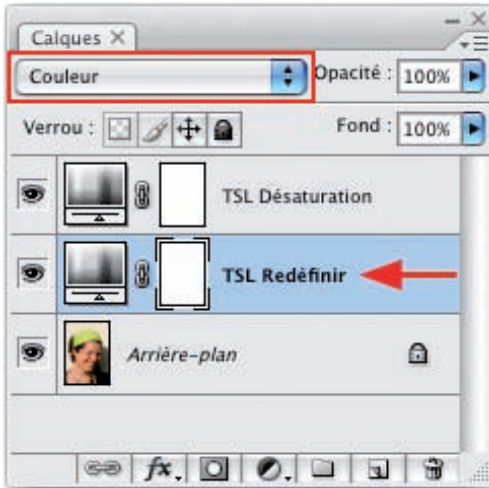 Calques
Couleur
Opacité : 100%
Verrou :
Fond : 100%
TSL Désaturation
TSL Redéfinir
Arrière-plan
fx.